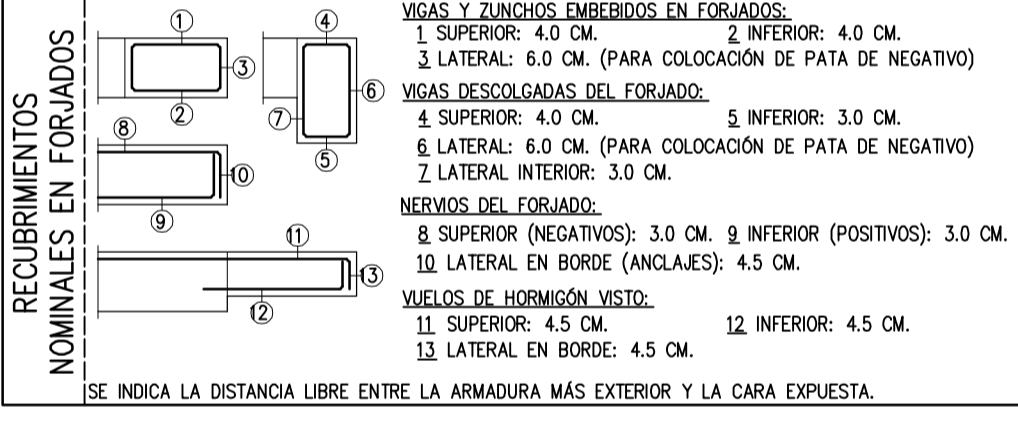 RECUBRIMIENTOS
NOMINALES EN FORJADOS
1
2
3
4
5
6
7
8
9
10
11
12
13
VIGAS Y ZUNCHOS EMBEBIDOS EN FORJADOS:
1 SUPERIOR: 4.0 CM. 2 INFERIOR: 4.0 CM.
3 LATERAL: 6.0 CM. (PARA COLOCACIÓN DE PATA DE NEGATIVO)
VIGAS DESCOLGADAS DEL FORJADO:
4 SUPERIOR: 4.0 CM. 5 INFERIOR: 3.0 CM.
6 LATERAL: 6.0 CM. (PARA COLOCACIÓN DE PATA DE NEGATIVO)
7 LATERAL INTERIOR: 3.0 CM.
NERVIOS DEL FORJADO:
8 SUPERIOR (NEGATIVOS): 3.0 CM. 9 INFERIOR (POSITIVOS): 3.0 CM.
10 LATERAL EN BORDE (ANCLAJES): 4.5 CM.
VUELOS DE HORMIGÓN VISTO:
11 SUPERIOR: 4.5 CM. 12 INFERIOR: 4.5 CM.
13 LATERAL EN BORDE: 4.5 CM.
SE INDICA LA DISTANCIA LIBRE ENTRE LA ARMADURA MÁS EXTERIOR Y LA CARA EXPUESTA.